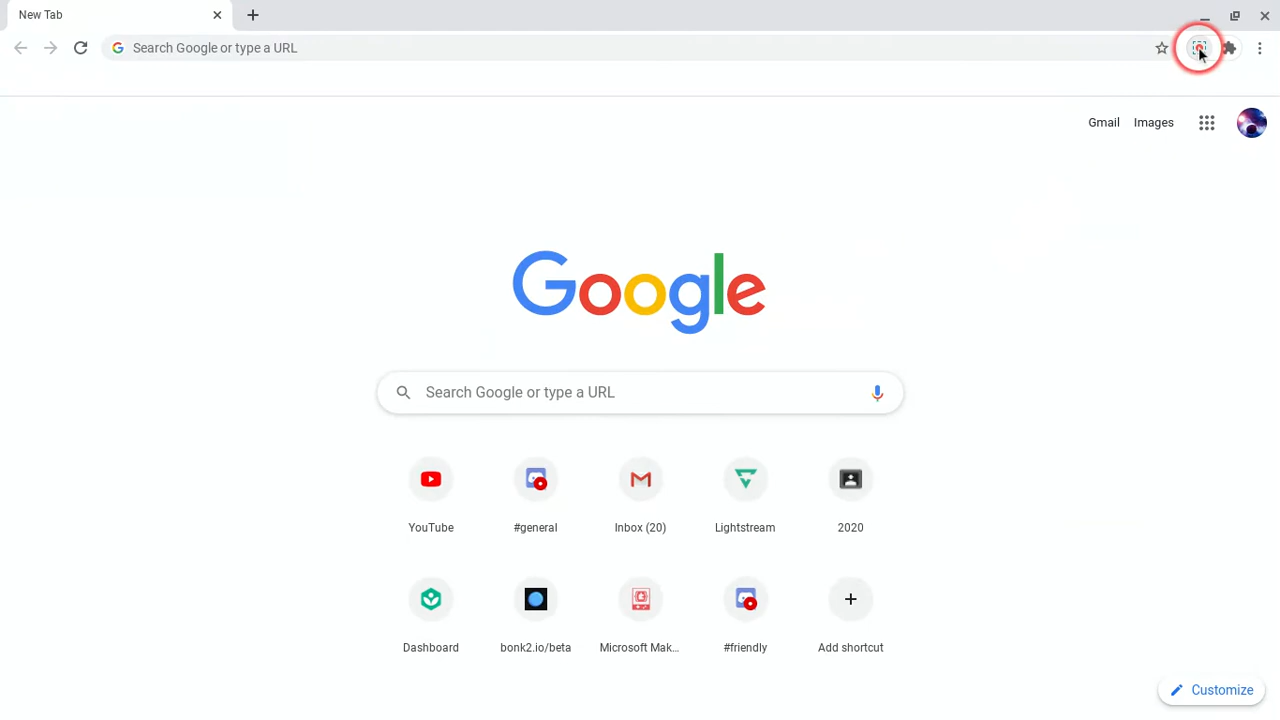 New Tab
Search Google or type a URL
Gmail Images
Google
Search Google or type a URL
YouTube #general Inbox (20) Lightstream 2020
Dashboard bonk2.io/beta Microsoft Mak... #friendly Add shortcut
Customize